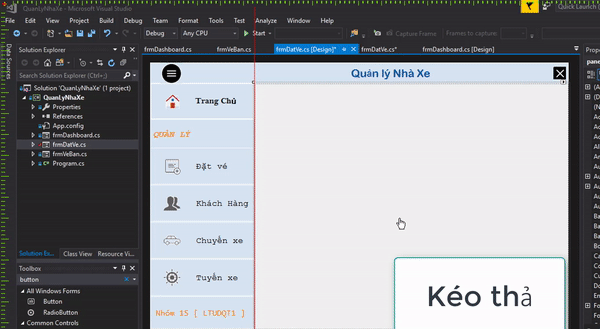 QuanLyNhaXe - Microsoft Visual Studio
Quick Launch
File Edit View Project Build Debug Team Format Tools Test Analyze Window Help
Debug Any CPU Start Capture Frame Frames to capture
Data Sources
Solution Explorer
Search Solution Explorer (Ctrl+;)
Solution 'QuanLyNhaXe' (1 project)
QuanLyNhaXe
Properties
References
App.config
frmDashboard.cs
frmDatVe.cs
frmVeBan.cs
Program.cs
Solution Ex... Class View Resource Vi...
Toolbox
button
All Windows Forms
Button
RadioButton
Common Controls
frmDashboard.cs frmVeBan.cs frmDatVe.cs [Design]* frmDatVe.cs* frmDashboard.cs [Design]
Quản lý Nhà Xe
Trang Chủ
QUẢN LÝ
Đặt vé
Khách Hàng
Chuyến xe
Tuyến xe
Nhóm 15 [ LTUDQT1 ]
Kéo thả
Properti
pane